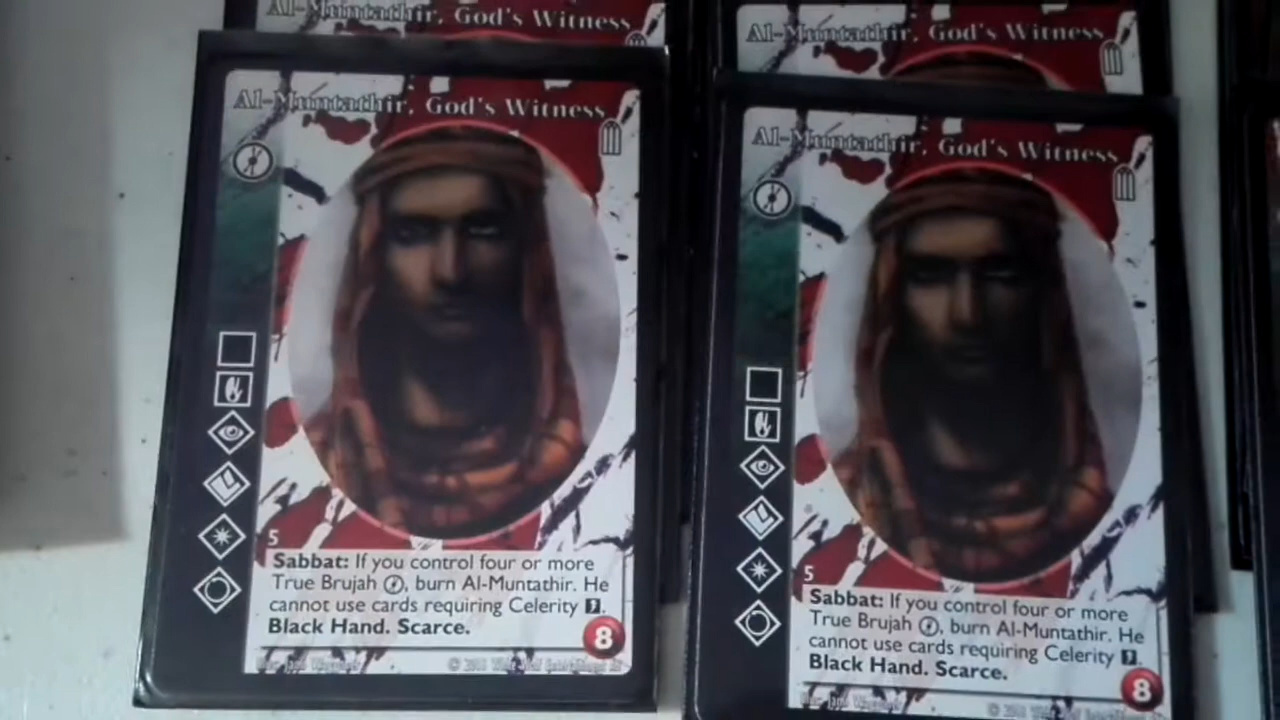 Al-Muntathir, God's Witness
Al-Muntathir, God's Witness
Al-Muntathir, God's Witness
5
Sabbat: If you control four or more
True Brujah , burn Al-Muntathir. He
cannot use cards requiring Celerity .
Black Hand. Scarce.
8
Al-Muntathir, God's Witness
5
Sabbat: If you control four or more
True Brujah , burn Al-Muntathir. He
cannot use cards requiring Celerity .
Black Hand. Scarce.
8